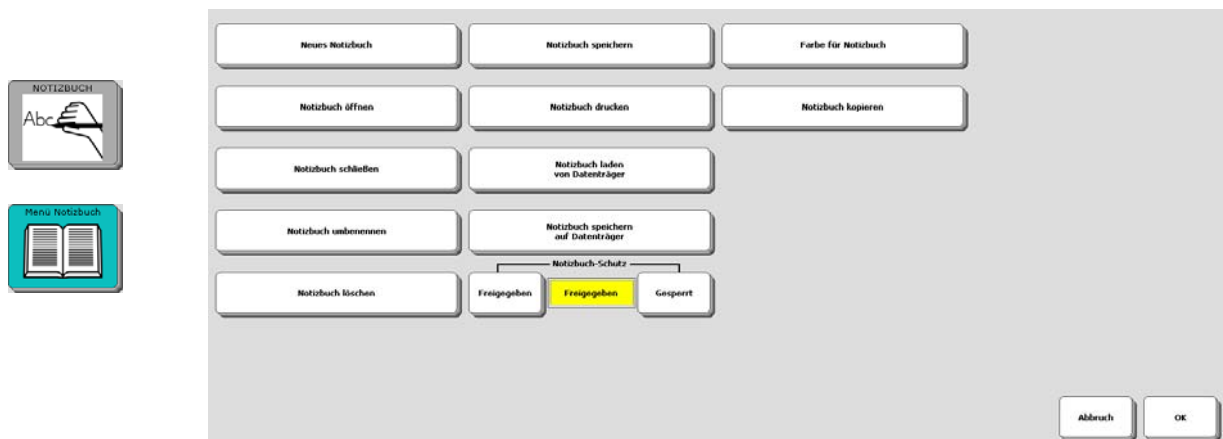 NOTIZBUCH
Abc
Menü Notizbuch
Neues Notizbuch
Notizbuch speichern
Farbe für Notizbuch
Notizbuch öffnen
Notizbuch drucken
Notizbuch kopieren
Notizbuch schließen
Notizbuch laden
von Datenträger
Notizbuch umbenennen
Notizbuch speichern
auf Datenträger
Notizbuch-Schutz
Notizbuch löschen
Freigegeben
Freigegeben
Gesperrt
Abbruch
OK